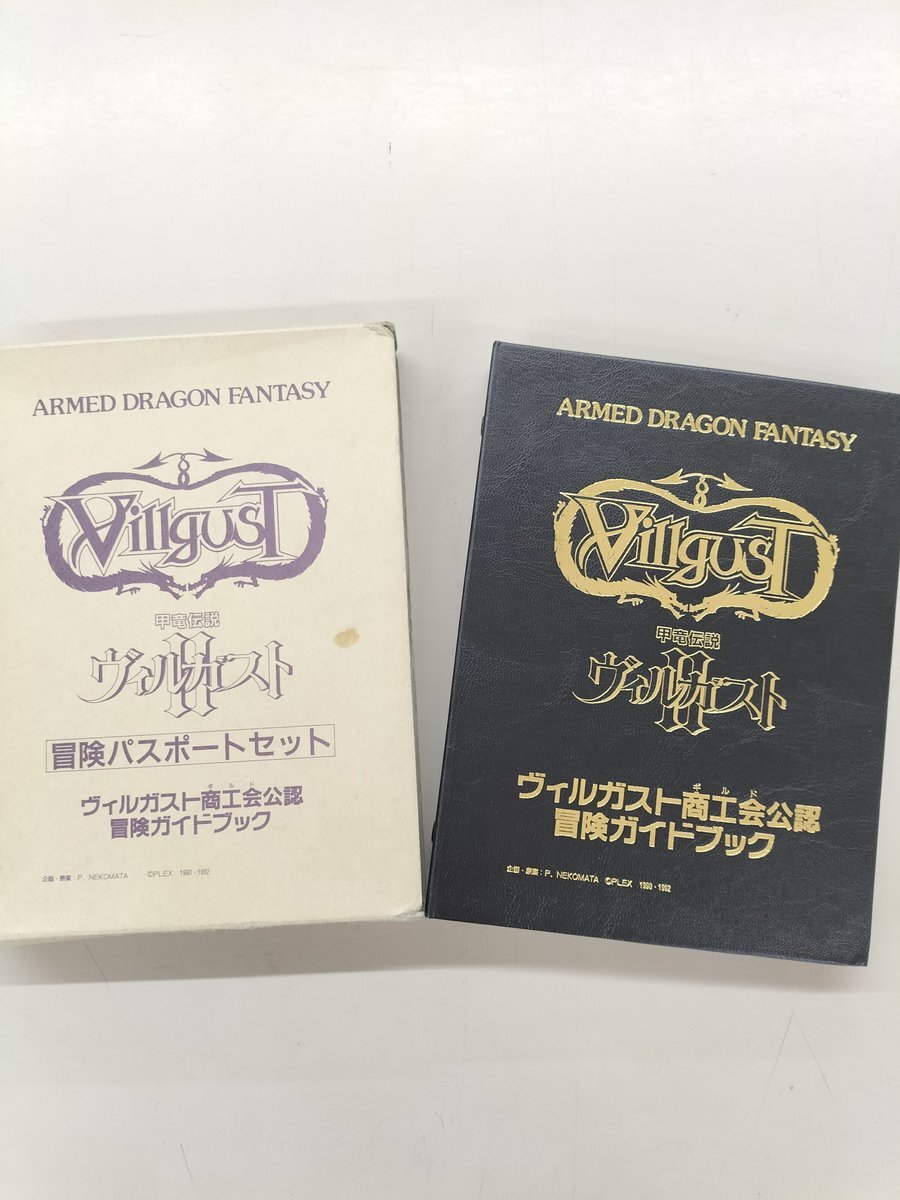 ARMED DRAGON FANTASY
Villgust
甲竜伝説
ヴィルガスト
II
冒険パスポートセット
ギルド
ヴィルガスト商工会公認
冒険ガイドブック
企画・原案：P. NEKOMATA ©PLEX 1990・1992
ARMED DRAGON FANTASY
Villgust
甲竜伝説
ヴィルガスト
II
ギルド
ヴィルガスト商工会公認
冒険ガイドブック
企画・原案：P. NEKOMATA ©PLEX 1990・1992